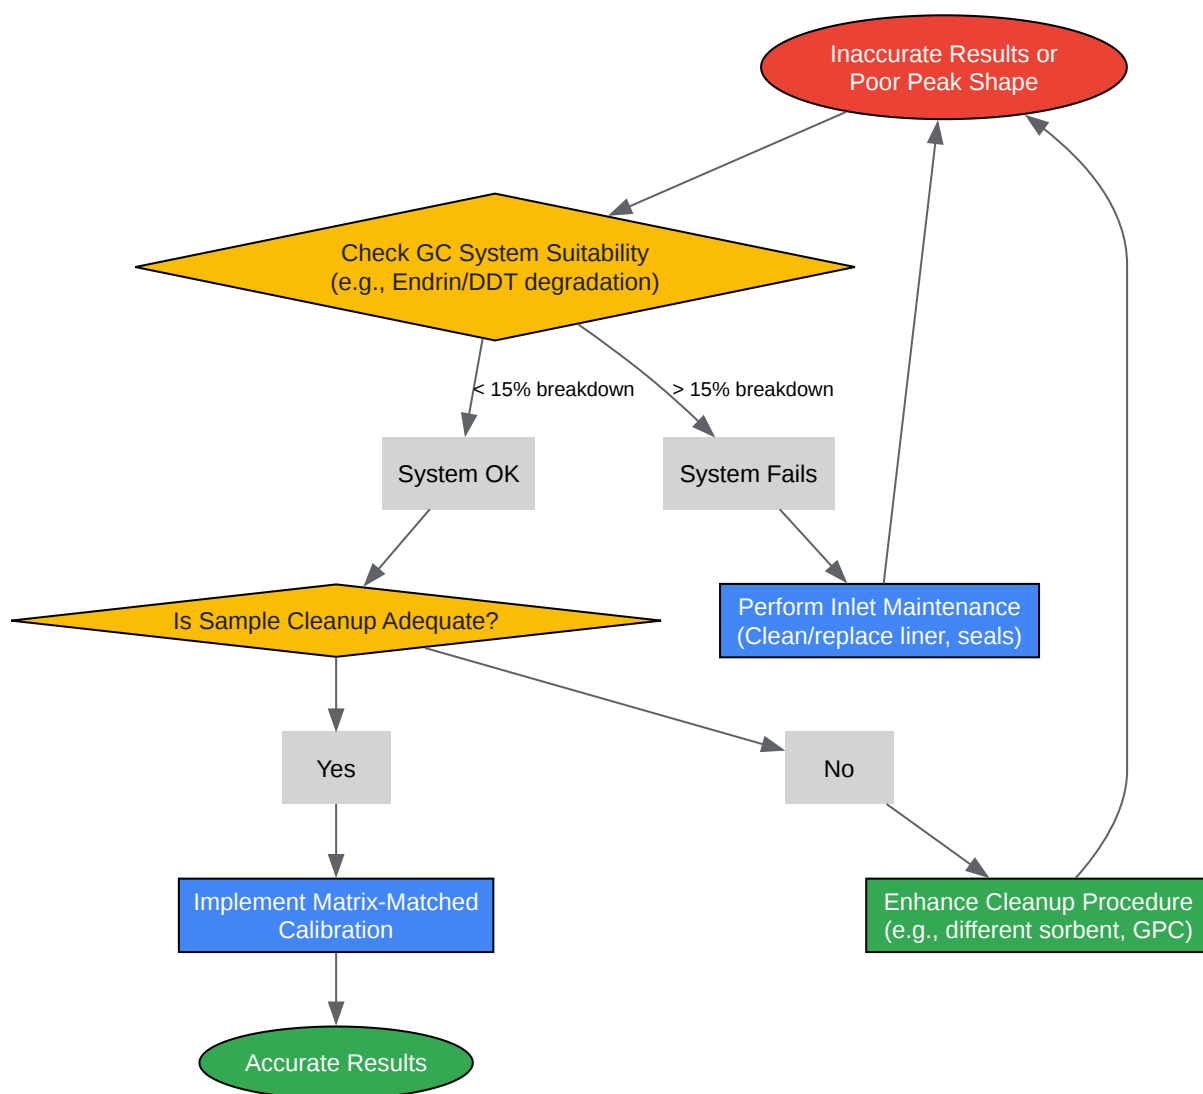 Inaccurate Results or
Poor Peak Shape
Check GC System Suitability
(e.g., Endrin/DDT degradation)
< 15% breakdown
> 15% breakdown
System OK
System Fails
Is Sample Cleanup Adequate?
Perform Inlet Maintenance
(Clean/replace liner, seals)
Yes
No
Implement Matrix-Matched
Calibration
Enhance Cleanup Procedure
(e.g., different sorbent, GPC)
Accurate Results